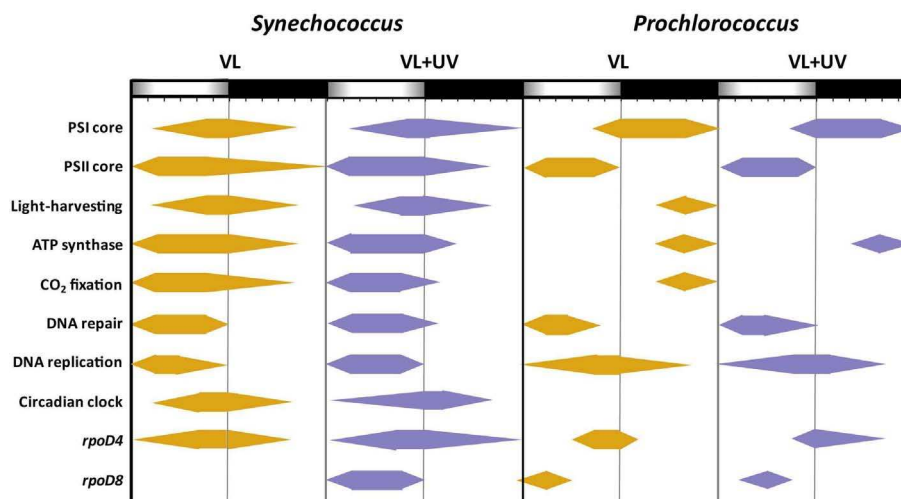 Synechococcus Prochlorococcus
VL VL+UV VL VL+UV
PSI core
PSII core
Light-harvesting
ATP synthase
CO₂ fixation
DNA repair
DNA replication
Circadian clock
rpoD4
rpoD8